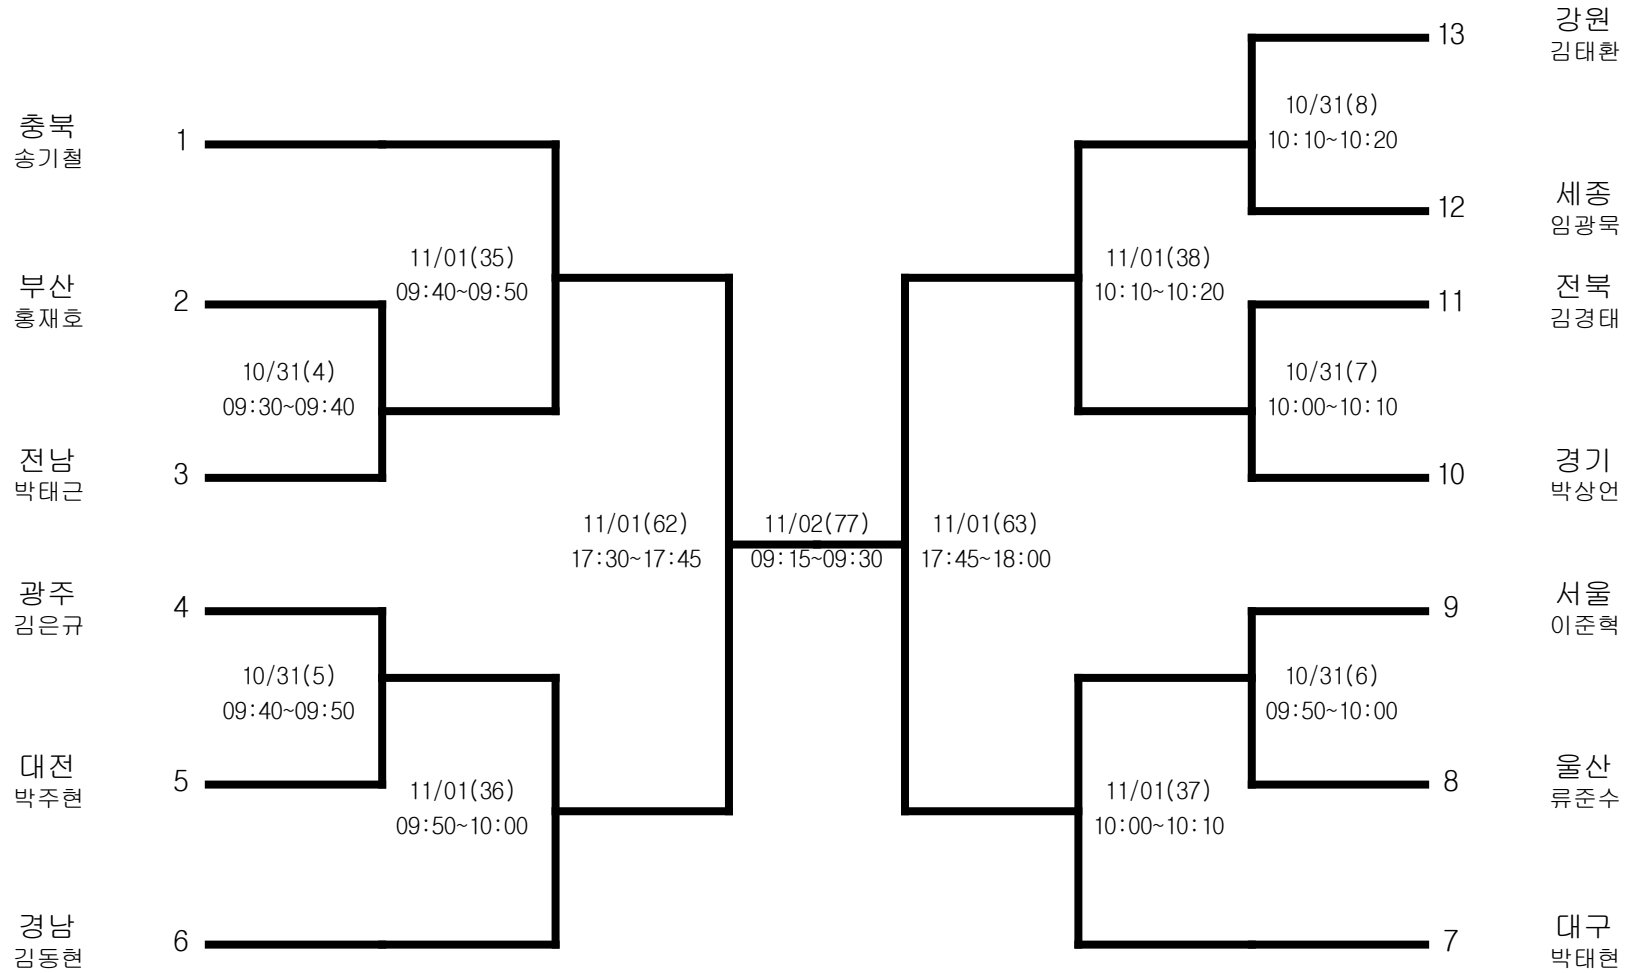 충북
송기철
1
부산
홍재호
2
전남
박태근
3
광주
김은규
4
대전
박주현
5
경남
김동현
6
10/31(4)
09:30~09:40
10/31(5)
09:40~09:50
11/01(35)
09:40~09:50
11/01(36)
09:50~10:00
11/01(62)
17:30~17:45
11/02(77)
09:15~09:30
11/01(63)
17:45~18:00
11/01(38)
10:10~10:20
11/01(37)
10:00~10:10
10/31(8)
10:10~10:20
10/31(7)
10:00~10:10
10/31(6)
09:50~10:00
13
강원
김태환
12
세종
임광묵
11
전북
김경태
10
경기
박상언
9
서울
이준혁
8
울산
류준수
7
대구
박태현